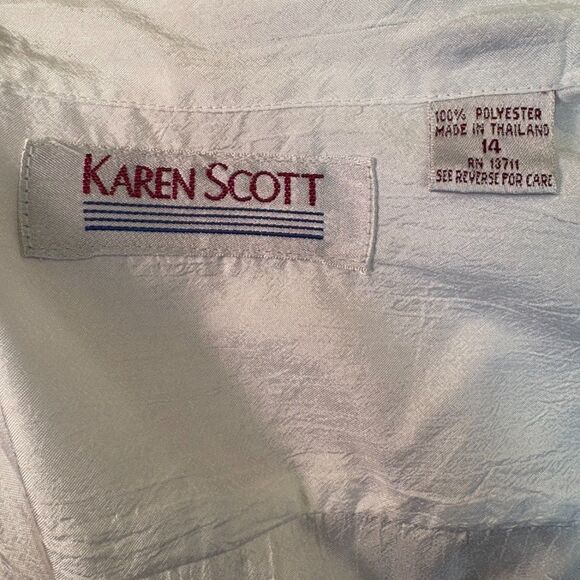 KAREN SCOTT
100% POLYESTER
MADE IN THAILAND
14
RN 13711
SEE REVERSE FOR CARE